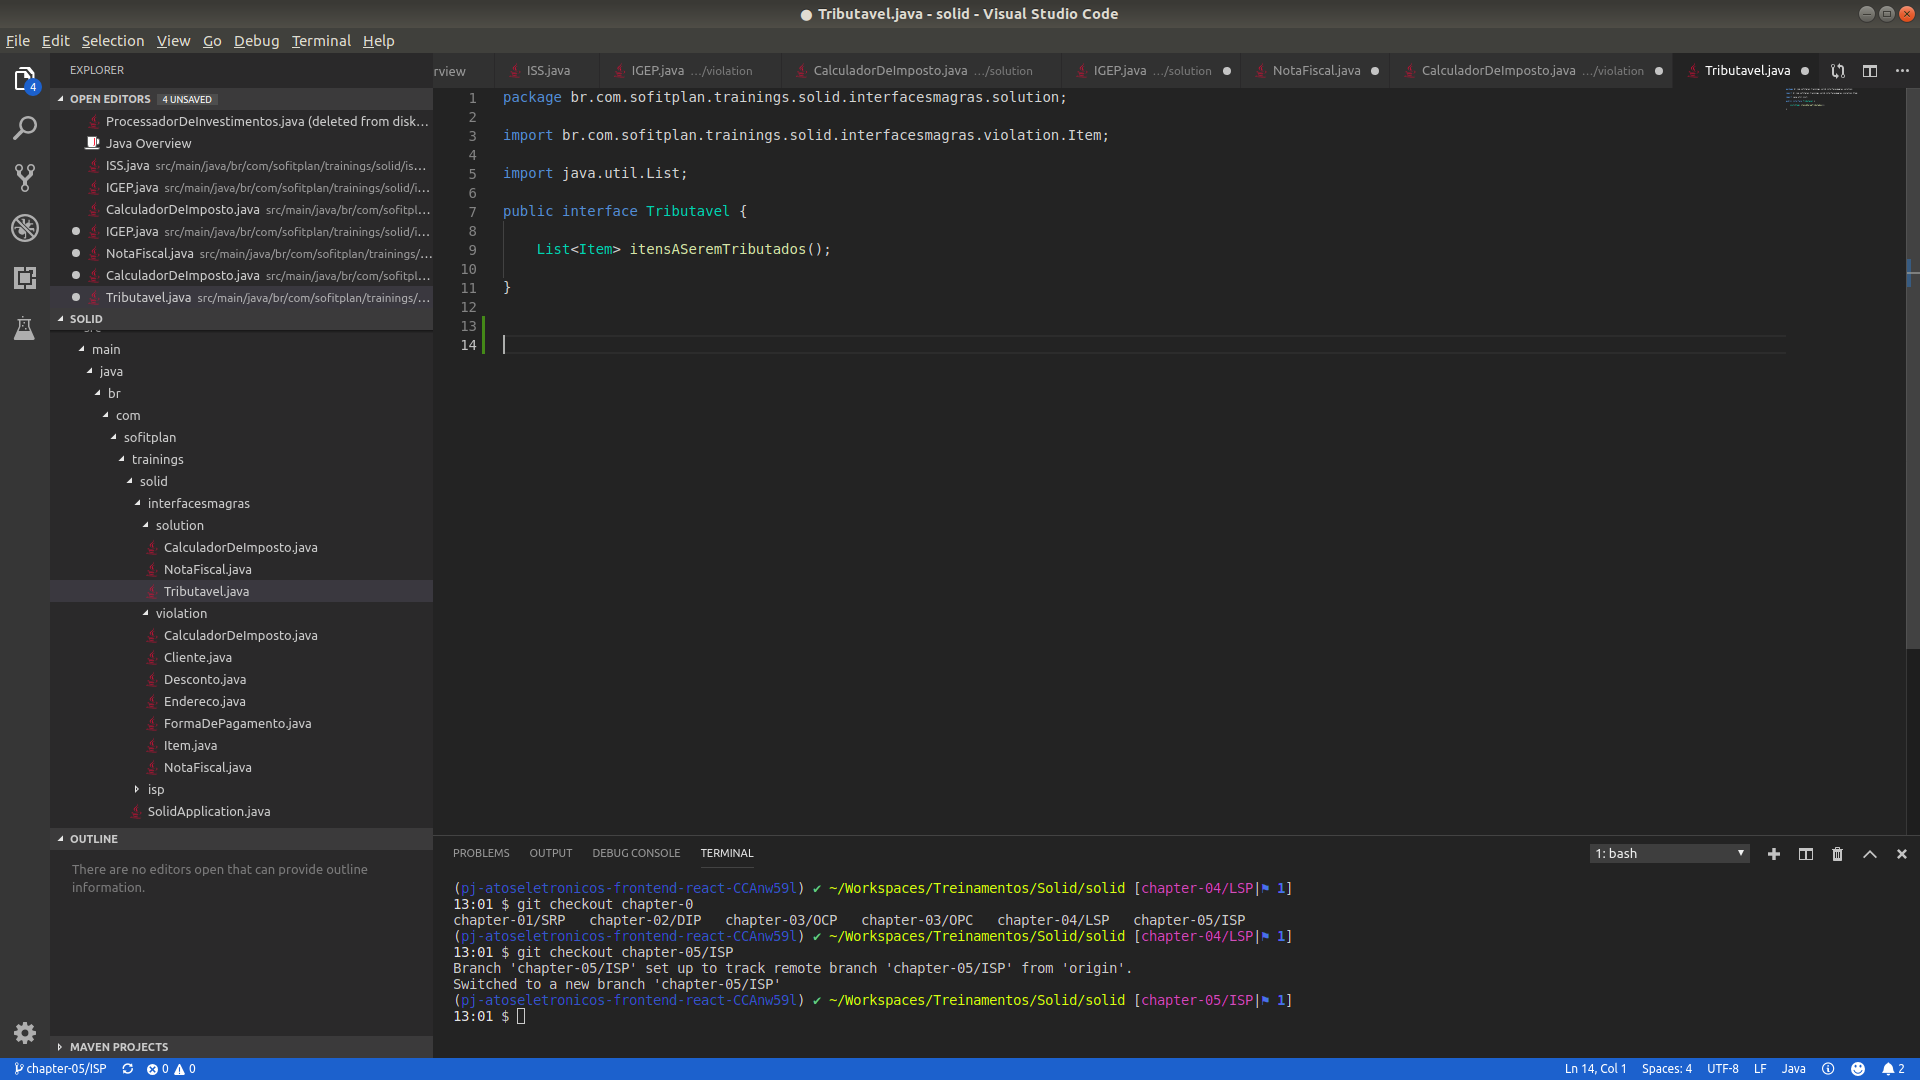 ● Tributavel.java - solid - Visual Studio Code
File Edit Selection View Go Debug Terminal Help
4
EXPLORER
OPEN EDITORS 4 UNSAVED
ProcessadorDeInvestimentos.java (deleted from disk...
Java Overview
ISS.java src/main/java/br/com/sofitplan/trainings/solid/is...
IGEP.java src/main/java/br/com/sofitplan/trainings/solid/i...
CalculadorDeImposto.java src/main/java/br/com/sofitpl...
IGEP.java src/main/java/br/com/sofitplan/trainings/solid/i...
NotaFiscal.java src/main/java/br/com/sofitplan/trainings/...
CalculadorDeImposto.java src/main/java/br/com/sofitpl...
Tributavel.java src/main/java/br/com/sofitplan/trainings/...
SOLID
src
main
java
br
com
sofitplan
trainings
solid
interfacesmagras
solution
CalculadorDeImposto.java
NotaFiscal.java
Tributavel.java
violation
CalculadorDeImposto.java
Cliente.java
Desconto.java
Endereco.java
FormaDePagamento.java
Item.java
NotaFiscal.java
isp
SolidApplication.java
OUTLINE
There are no editors open that can provide outline
information.
MAVEN PROJECTS
rview ISS.java IGEP.java .../violation CalculadorDeImposto.java .../solution IGEP.java .../solution ● NotaFiscal.java ● CalculadorDeImposto.java .../violation ● Tributavel.java ●
1 package br.com.sofitplan.trainings.solid.interfacesmagras.solution;
2
3 import br.com.sofitplan.trainings.solid.interfacesmagras.violation.Item;
4
5 import java.util.List;
6
7 public interface Tributavel {
8
9 List<Item> itensASeremTributados();
10
11 }
12
13
14
PROBLEMS OUTPUT DEBUG CONSOLE TERMINAL 1: bash
(pj-atoseletronicos-frontend-react-CCAnw59l) ✔ ~/Workspaces/Treinamentos/Solid/solid [chapter-04/LSP|⚑ 1]
13:01 $ git checkout chapter-0
chapter-01/SRP chapter-02/DIP chapter-03/OCP chapter-03/OPC chapter-04/LSP chapter-05/ISP
(pj-atoseletronicos-frontend-react-CCAnw59l) ✔ ~/Workspaces/Treinamentos/Solid/solid [chapter-04/LSP|⚑ 1]
13:01 $ git checkout chapter-05/ISP
Branch 'chapter-05/ISP' set up to track remote branch 'chapter-05/ISP' from 'origin'.
Switched to a new branch 'chapter-05/ISP'
(pj-atoseletronicos-frontend-react-CCAnw59l) ✔ ~/Workspaces/Treinamentos/Solid/solid [chapter-05/ISP|⚑ 1]
13:01 $
chapter-05/ISP 0 0 Ln 14, Col 1 Spaces: 4 UTF-8 LF Java 2